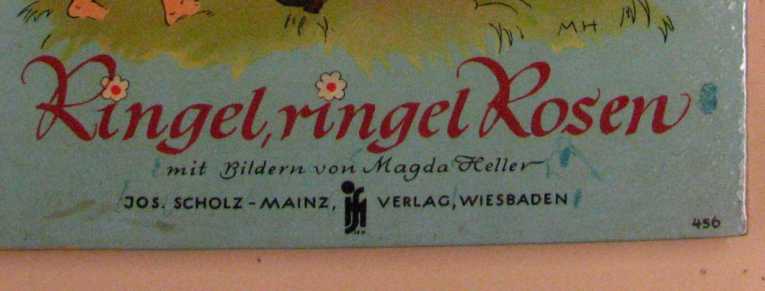 MH
Ringel, ringel Rosen
mit Bildern von Magda Heller
JOS. SCHOLZ - MAINZ, VERLAG, WIESBADEN
456